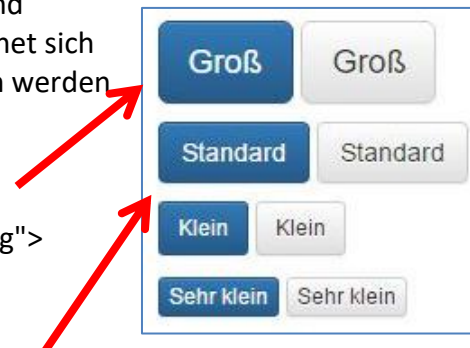 nd
net sich
n werden
g">
Groß Groß
Standard Standard
Klein Klein
Sehr klein Sehr klein